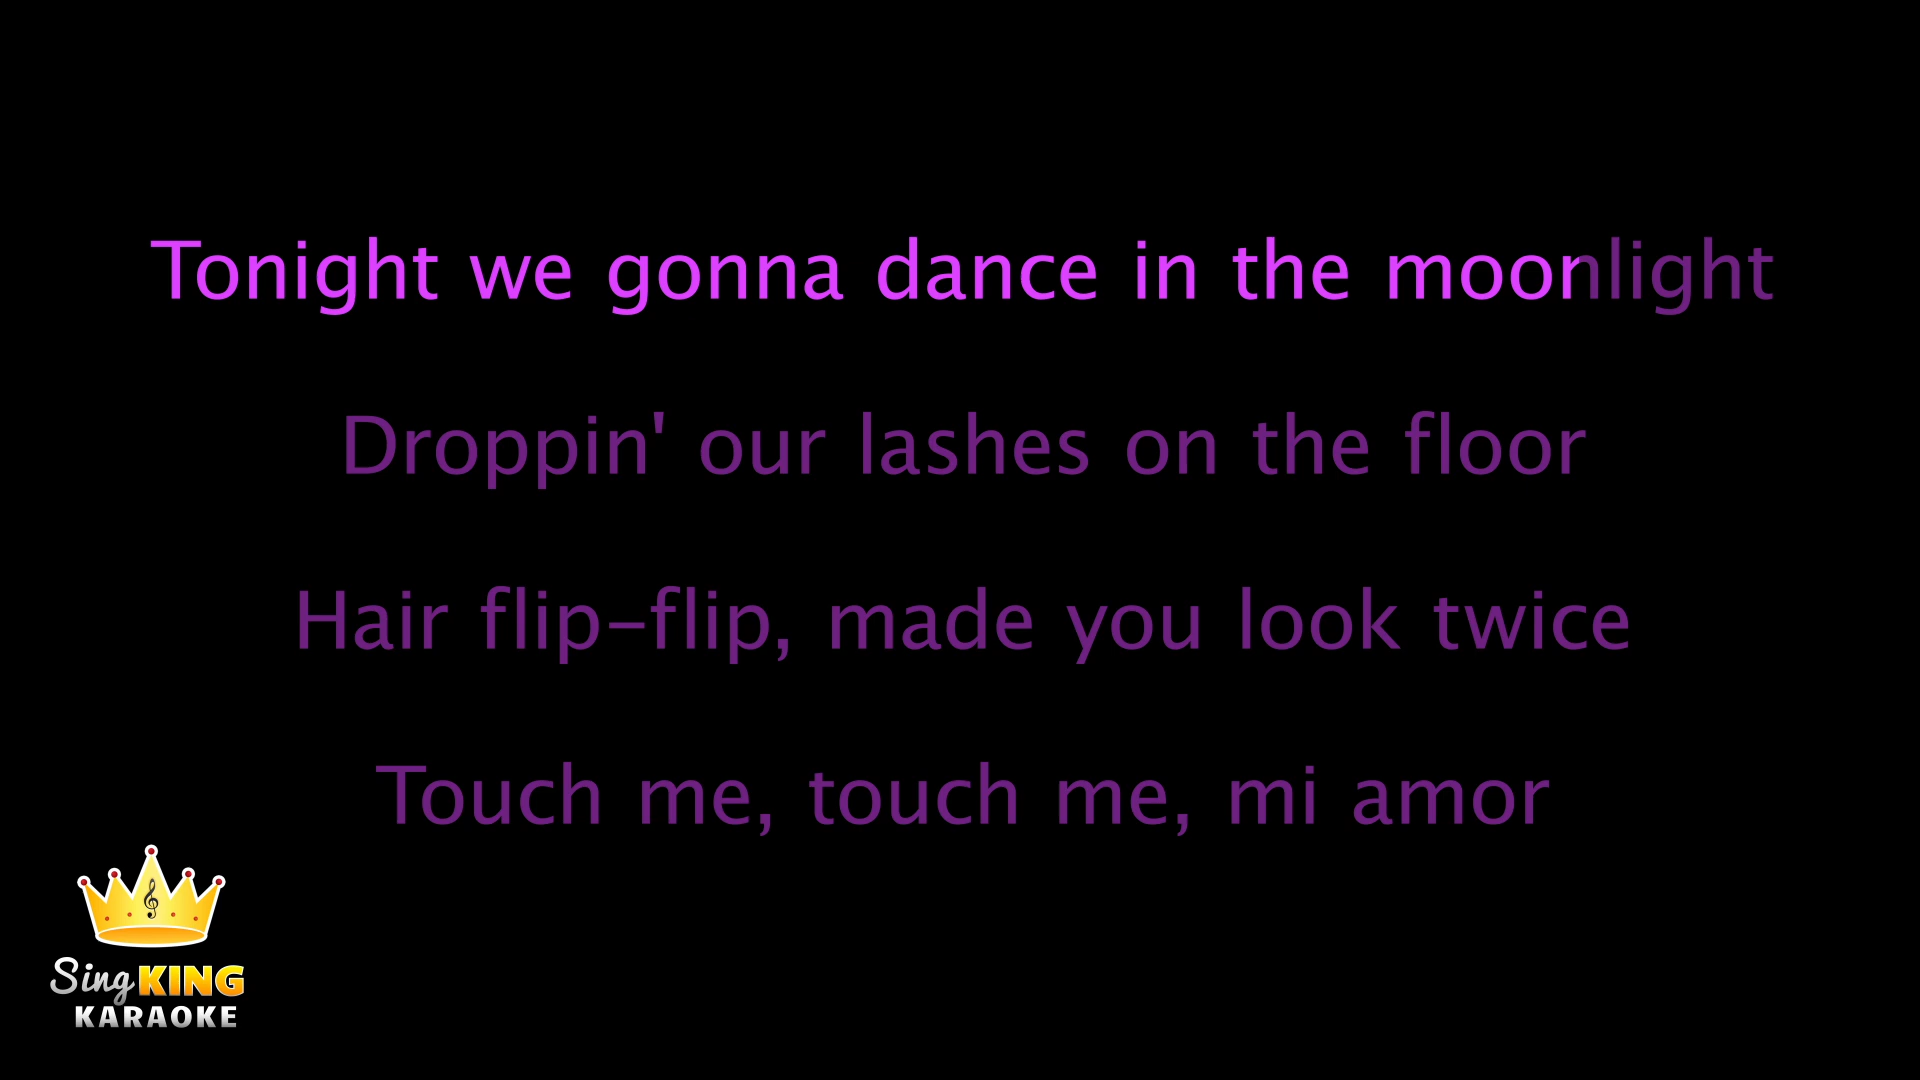 Tonight we gonna dance in the moonlight
Droppin' our lashes on the floor
Hair flip-flip, made you look twice
Touch me, touch me, mi amor
Sing KING
KARAOKE